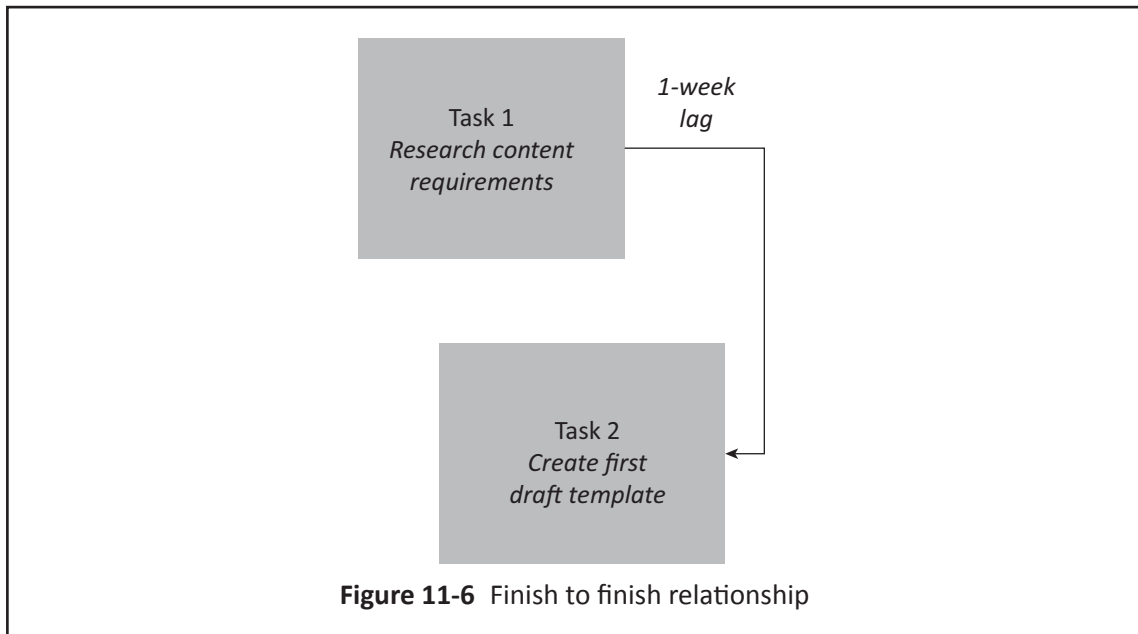 Task 1
Research content
requirements
1-week
lag
Task 2
Create first
draft template
Figure 11-6 Finish to finish relationship